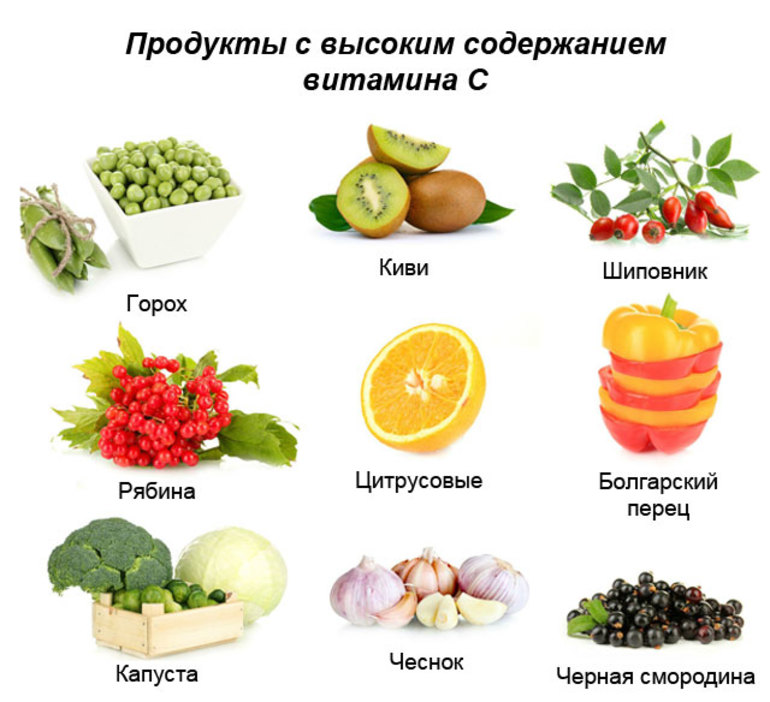 Продукты с высоким содержанием
витамина С
Горох
Киви
Шиповник
Рябина
Цитрусовые
Болгарский
перец
Капуста
Чеснок
Черная смородина